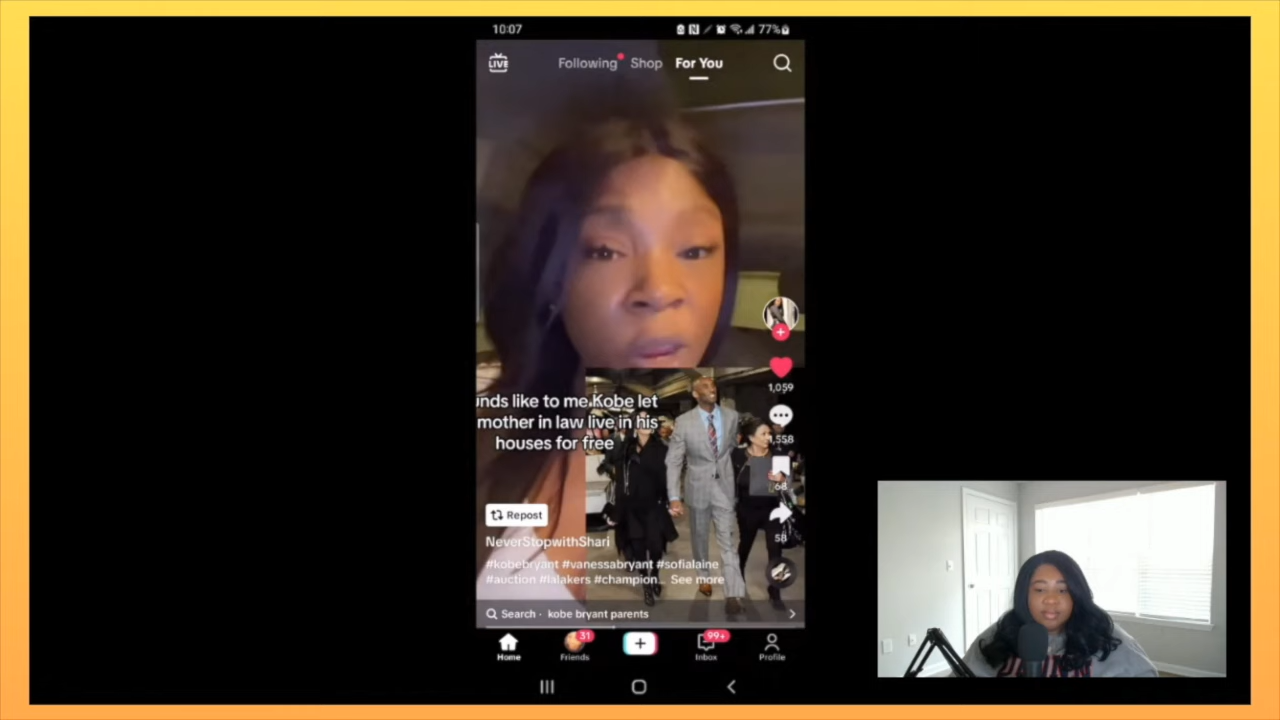 10:07
77%
LIVE
Following Shop For You
1,059
unds like to me Kobe let
mother in law live in his
houses for free
1,558
68
Repost
58
NeverStopwithShari
#kobebryant #vanessabryant #sofialaine
#auction #lalakers #champion... See more
Search · kobe bryant parents
31
99+
Home Friends Inbox Profile